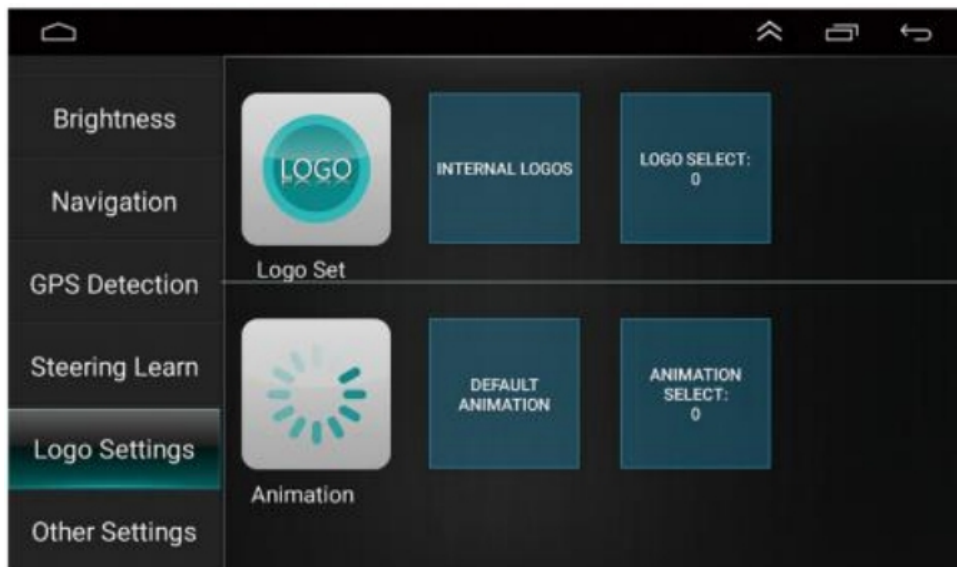 Brightness
Navigation
GPS Detection
Steering Learn
Logo Settings
Other Settings
LOGO
Logo Set
INTERNAL LOGOS
LOGO SELECT:
0
Animation
DEFAULT
ANIMATION
ANIMATION
SELECT:
0